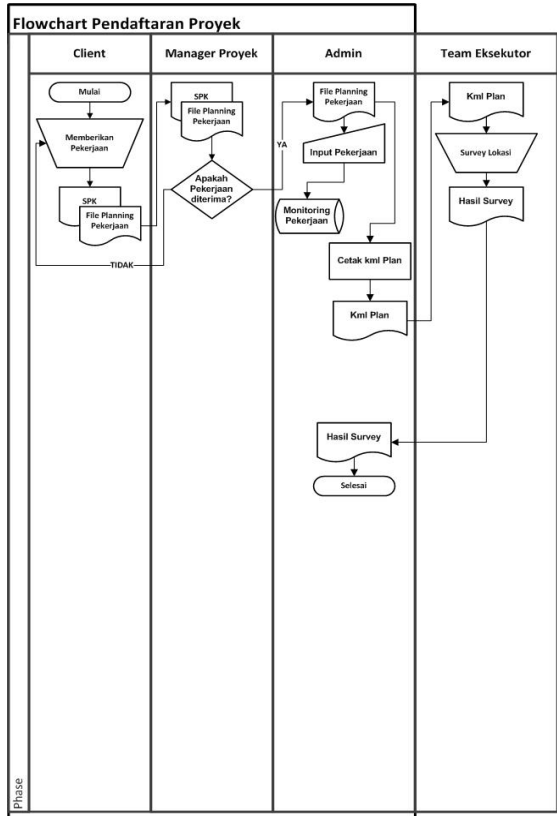 Flowchart Pendaftaran Proyek
Client
Manager Proyek
Admin
Team Eksekutor
Mulai
Memberikan
Pekerjaan
SPK
File Planning
Pekerjaan
TIDAK
SPK
File Planning
Pekerjaan
Apakah
Pekerjaan
diterima?
YA
File Planning
Pekerjaan
Input Pekerjaan
Monitoring
Pekerjaan
Cetak kml Plan
Kml Plan
Kml Plan
Survey Lokasi
Hasil Survey
Hasil Survey
Selesai
Phase